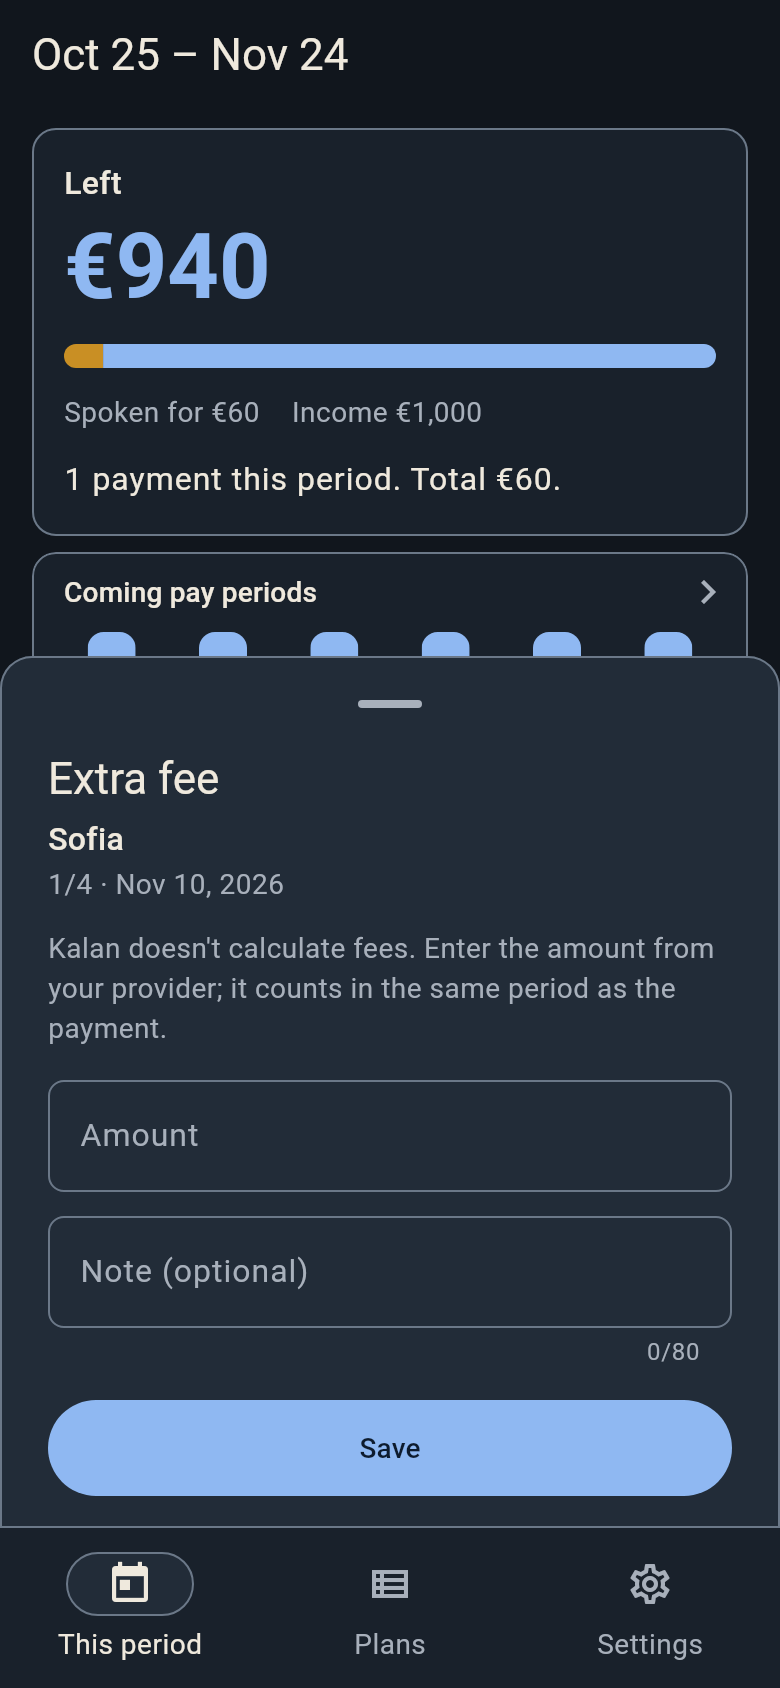 Oct 25 – Nov 24
Left
€940
Spoken for €60 Income €1,000
1 payment this period. Total €60.
Coming pay periods
Extra fee
Sofia
1/4 · Nov 10, 2026
Kalan doesn't calculate fees. Enter the amount from
your provider; it counts in the same period as the
payment.
Amount
Note (optional)
0/80
Save
This period
Plans
Settings